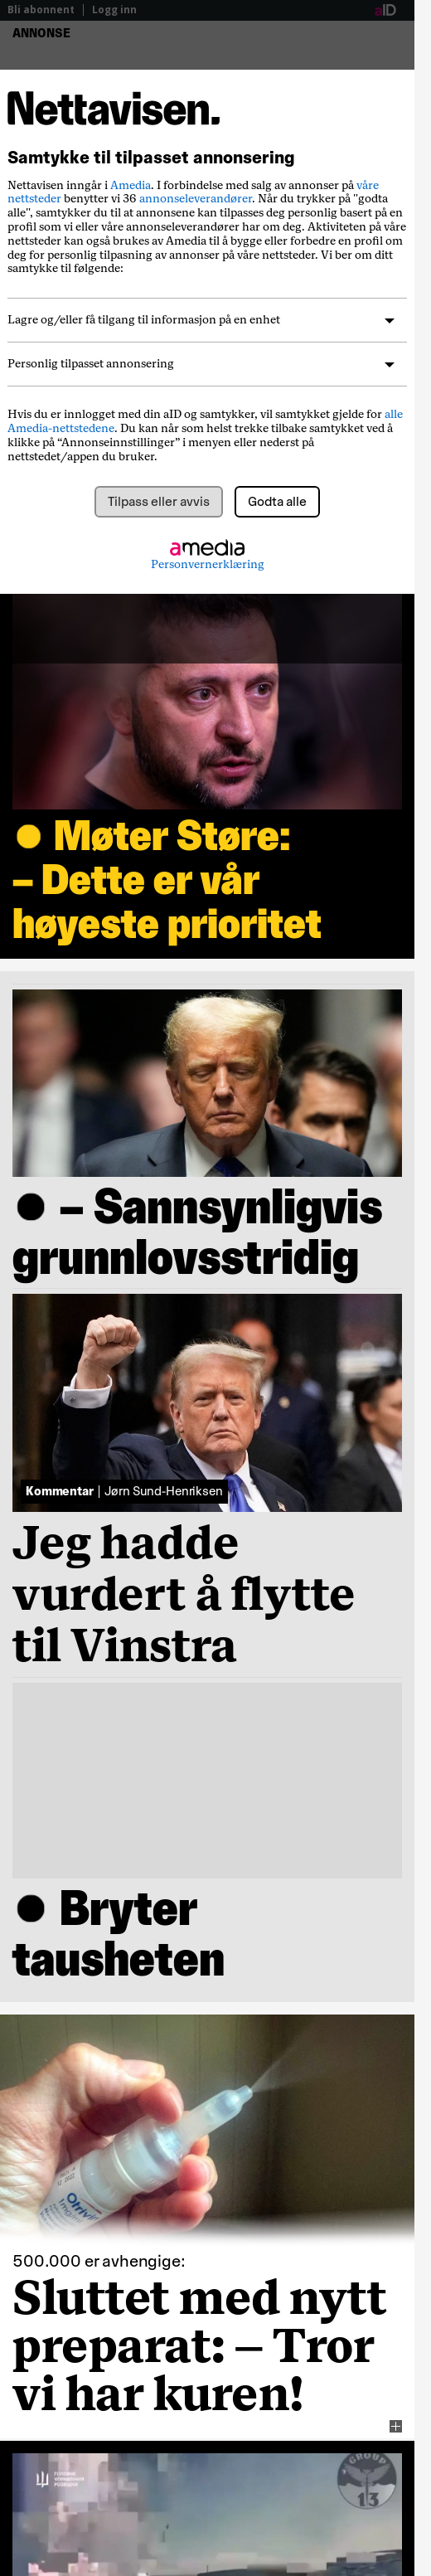 Bli abonnent | Logg inn
aID
ANNONSE
Nettavisen.
Samtykke til tilpasset annonsering
Nettavisen inngår i Amedia. I forbindelse med salg av annonser på våre
nettsteder benytter vi 36 annonseleverandører. Når du trykker på "godta
alle", samtykker du til at annonsene kan tilpasses deg personlig basert på en
profil som vi eller våre annonseleverandører har om deg. Aktiviteten på våre
nettsteder kan også brukes av Amedia til å bygge eller forbedre en profil om
deg for personlig tilpasning av annonser på våre nettsteder. Vi ber om ditt
samtykke til følgende:
Lagre og/eller få tilgang til informasjon på en enhet
Personlig tilpasset annonsering
Hvis du er innlogget med din aID og samtykker, vil samtykket gjelde for alle
Amedia-nettstedene. Du kan når som helst trekke tilbake samtykket ved å
klikke på “Annonseinnstillinger” i menyen eller nederst på
nettstedet/appen du bruker.
Tilpass eller avvis
Godta alle
amedia
Personvernerklæring
Møter Støre:
– Dette er vår
høyeste prioritet
– Sannsynligvis
grunnlovsstridig
Kommentar | Jørn Sund-Henriksen
Jeg hadde
vurdert å flytte
til Vinstra
Bryter
tausheten
Otrivin
500.000 er avhengige:
Sluttet med nytt
preparat: – Tror
vi har kuren!
GROUP
13